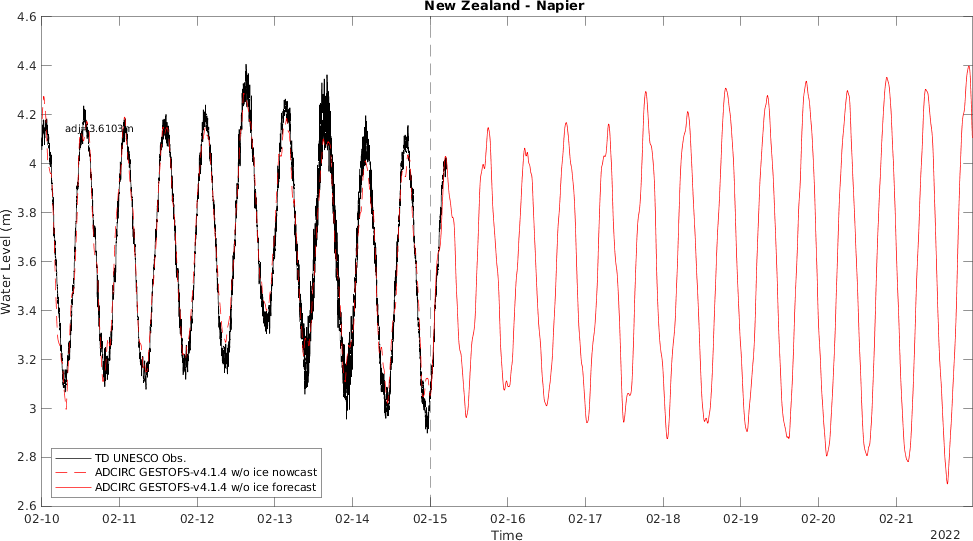 New Zealand - Napier
4.6
4.4
4.2
4
3.8
3.6
3.4
3.2
3
2.8
2.6
Water Level (m)
adj=3.6103m
TD UNESCO Obs.
ADCIRC GESTOFS-v4.1.4 w/o ice nowcast
ADCIRC GESTOFS-v4.1.4 w/o ice forecast
02-10 02-11 02-12 02-13 02-14 02-15 02-16 02-17 02-18 02-19 02-20 02-21
Time
2022